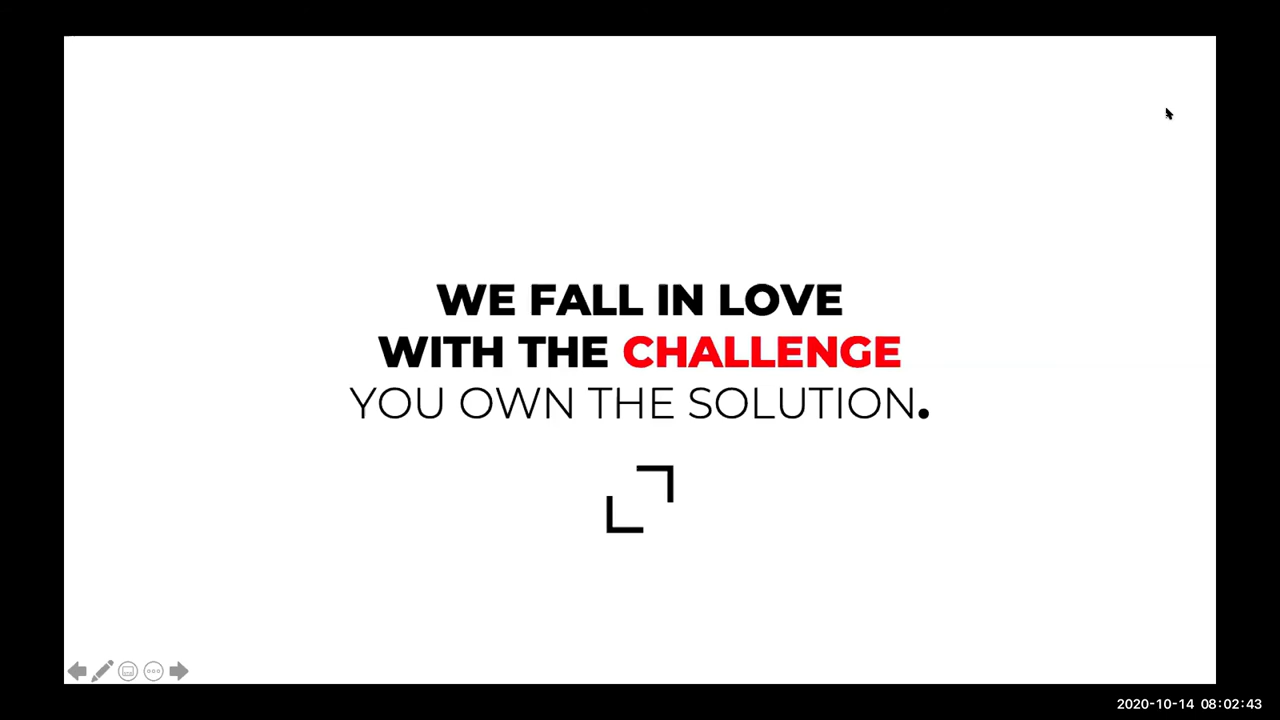 WE FALL IN LOVE
WITH THE CHALLENGE
YOU OWN THE SOLUTION.
2020-10-14 08:02:43